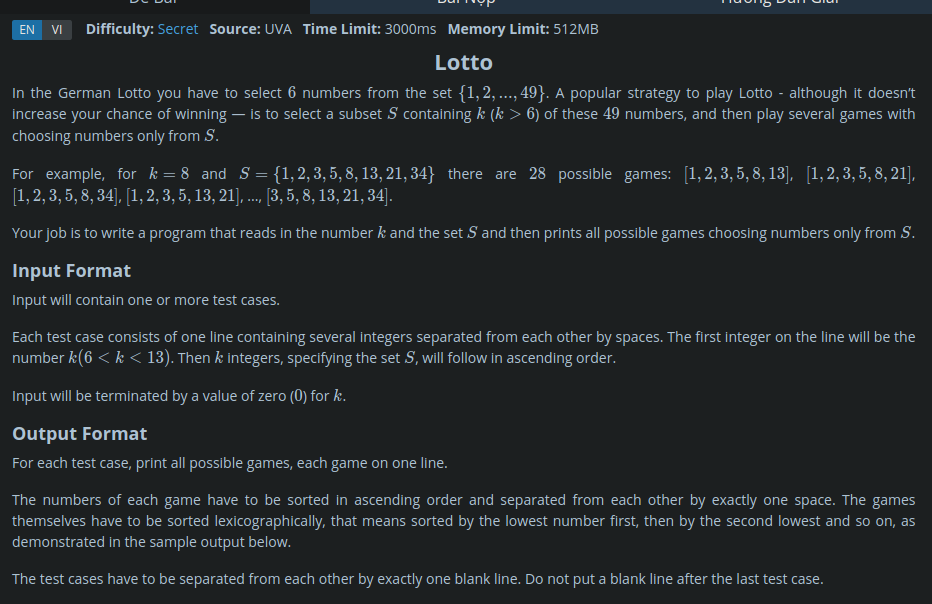 Đề Bài Bài Nộp Hướng Dẫn Giải
EN VI Difficulty: Secret Source: UVA Time Limit: 3000ms Memory Limit: 512MB
Lotto
In the German Lotto you have to select 6 numbers from the set {1, 2, ..., 49}. A popular strategy to play Lotto - although it doesn't
increase your chance of winning — is to select a subset S containing k (k > 6) of these 49 numbers, and then play several games with
choosing numbers only from S.
For example, for k = 8 and S = {1, 2, 3, 5, 8, 13, 21, 34} there are 28 possible games: [1, 2, 3, 5, 8, 13], [1, 2, 3, 5, 8, 21],
[1, 2, 3, 5, 8, 34], [1, 2, 3, 5, 13, 21], ..., [3, 5, 8, 13, 21, 34].
Your job is to write a program that reads in the number k and the set S and then prints all possible games choosing numbers only from S.
Input Format
Input will contain one or more test cases.
Each test case consists of one line containing several integers separated from each other by spaces. The first integer on the line will be the
number k(6 < k < 13). Then k integers, specifying the set S, will follow in ascending order.
Input will be terminated by a value of zero (0) for k.
Output Format
For each test case, print all possible games, each game on one line.
The numbers of each game have to be sorted in ascending order and separated from each other by exactly one space. The games
themselves have to be sorted lexicographically, that means sorted by the lowest number first, then by the second lowest and so on, as
demonstrated in the sample output below.
The test cases have to be separated from each other by exactly one blank line. Do not put a blank line after the last test case.